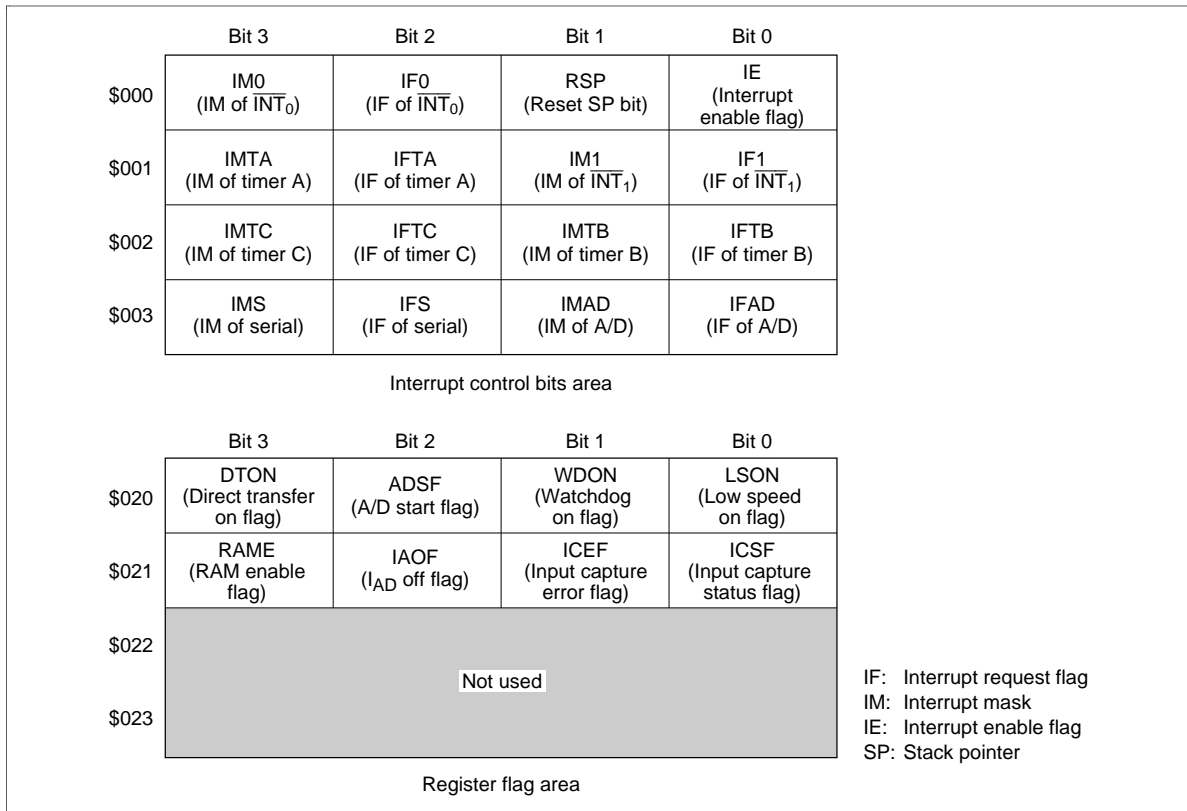 Bit 3 Bit 2 Bit 1 Bit 0
$000
IM0
(IM of INT0)
IF0
(IF of INT0)
RSP
(Reset SP bit)
IE
(Interrupt
enable flag)
$001
IMTA
(IM of timer A)
IFTA
(IF of timer A)
IM1
(IM of INT1)
IF1
(IF of INT1)
$002
IMTC
(IM of timer C)
IFTC
(IF of timer C)
IMTB
(IM of timer B)
IFTB
(IF of timer B)
$003
IMS
(IM of serial)
IFS
(IF of serial)
IMAD
(IM of A/D)
IFAD
(IF of A/D)
Interrupt control bits area
Bit 3 Bit 2 Bit 1 Bit 0
$020
DTON
(Direct transfer
on flag)
ADSF
(A/D start flag)
WDON
(Watchdog
on flag)
LSON
(Low speed
on flag)
$021
RAME
(RAM enable
flag)
IAOF
(IAD off flag)
ICEF
(Input capture
error flag)
ICSF
(Input capture
status flag)
$022
Not used
$023
Register flag area
IF: Interrupt request flag
IM: Interrupt mask
IE: Interrupt enable flag
SP: Stack pointer